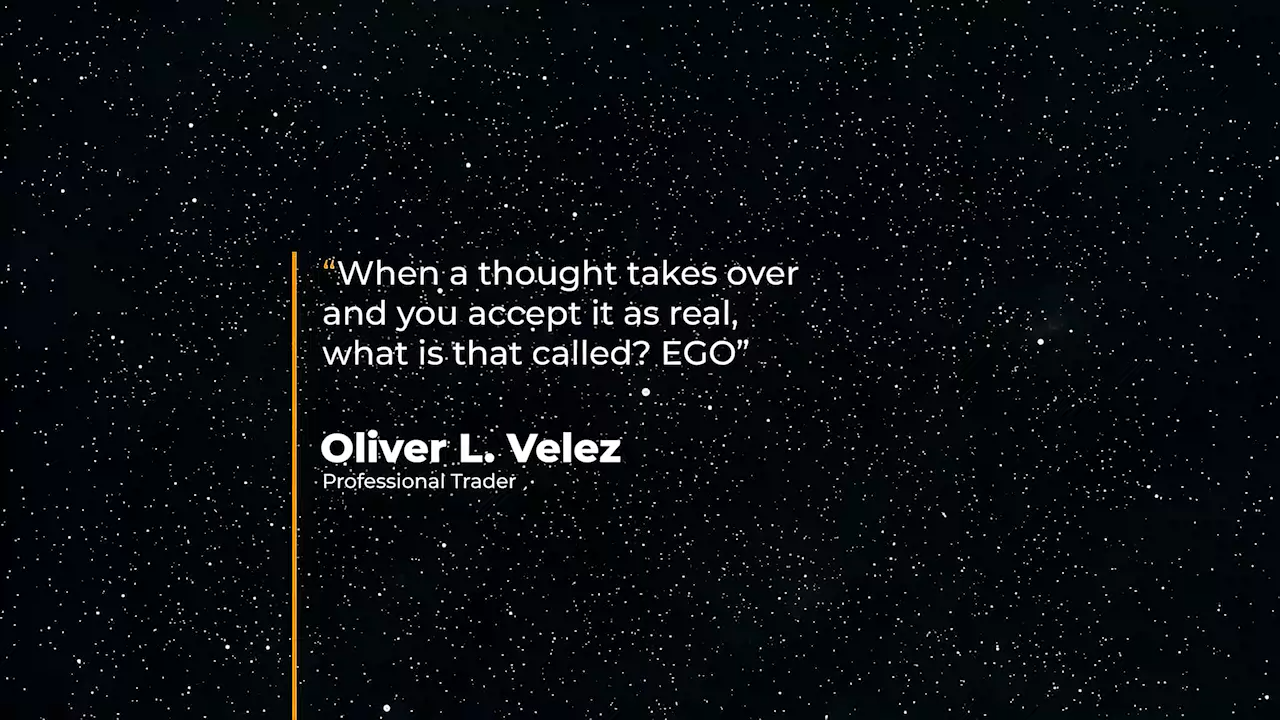 “When a thought takes over
and you accept it as real,
what is that called? EGO”
Oliver L. Velez
Professional Trader